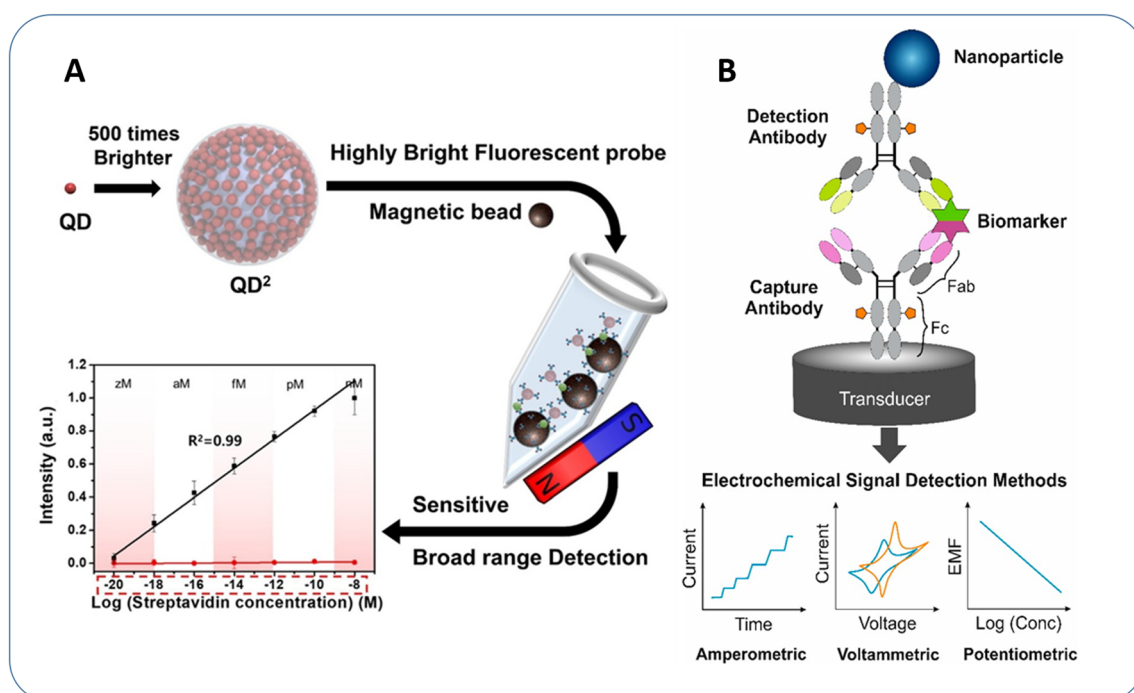 A
500 times
Brighter
QD
QD²
Highly Bright Fluorescent probe
Magnetic bead
S
N
Sensitive
Broad range Detection
1.2
1.0
0.8
0.6
0.4
0.2
0.0
Intensity (a.u.)
zM aM fM pM nM
R²=0.99
-20 -18 -16 -14 -12 -10 -8
Log (Streptavidin concentration) (M)
B
Nanoparticle
Detection
Antibody
Biomarker
Capture
Antibody
Fab
Fc
Transducer
Electrochemical Signal Detection Methods
Current
Time
Amperometric
Current
Voltage
Voltammetric
EMF
Log (Conc)
Potentiometric